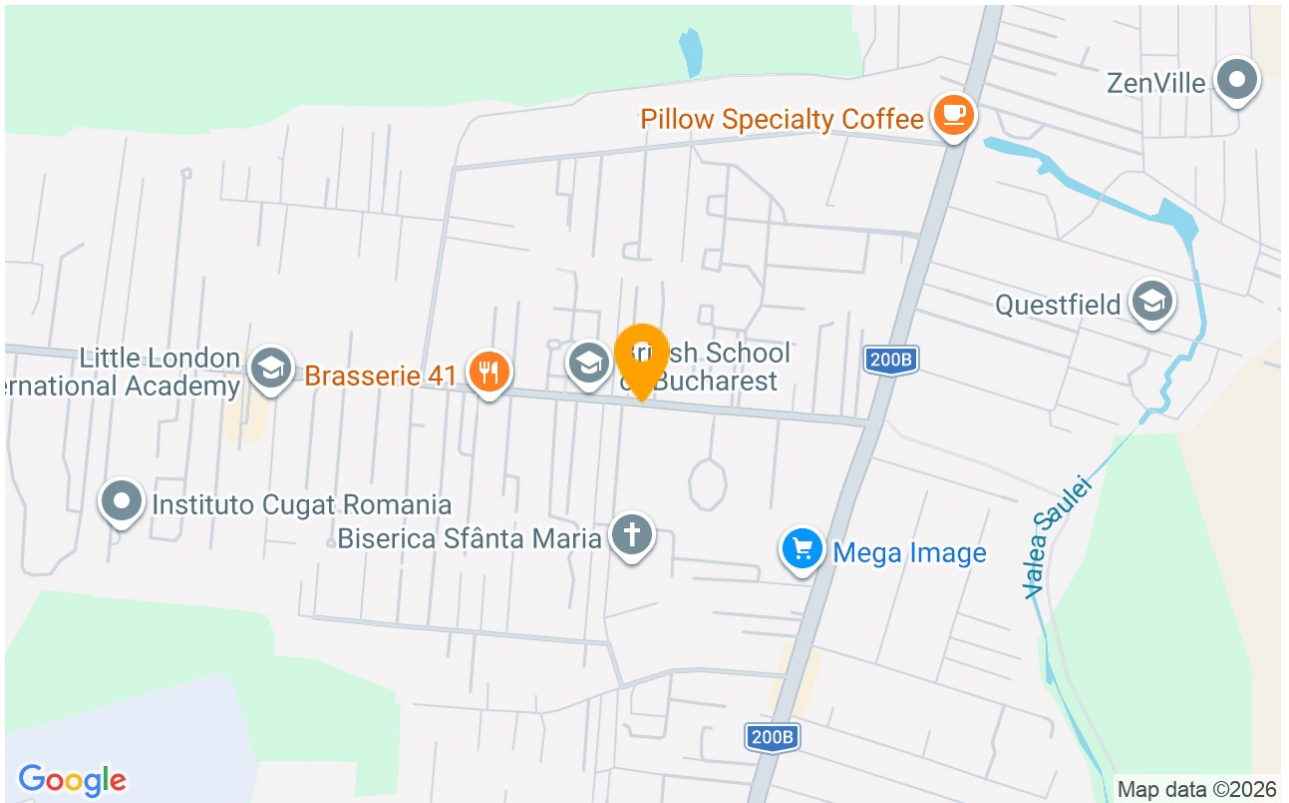 ZenVille
Pillow Specialty Coffee
Questfield
Little London
ernational Academy
Brasserie 41
sh School
Bucharest
200B
Instituto Cugat Romania
Biserica Sfânta Maria
Mega Image
Valea Saulei
200B
Google
Map data ©2026